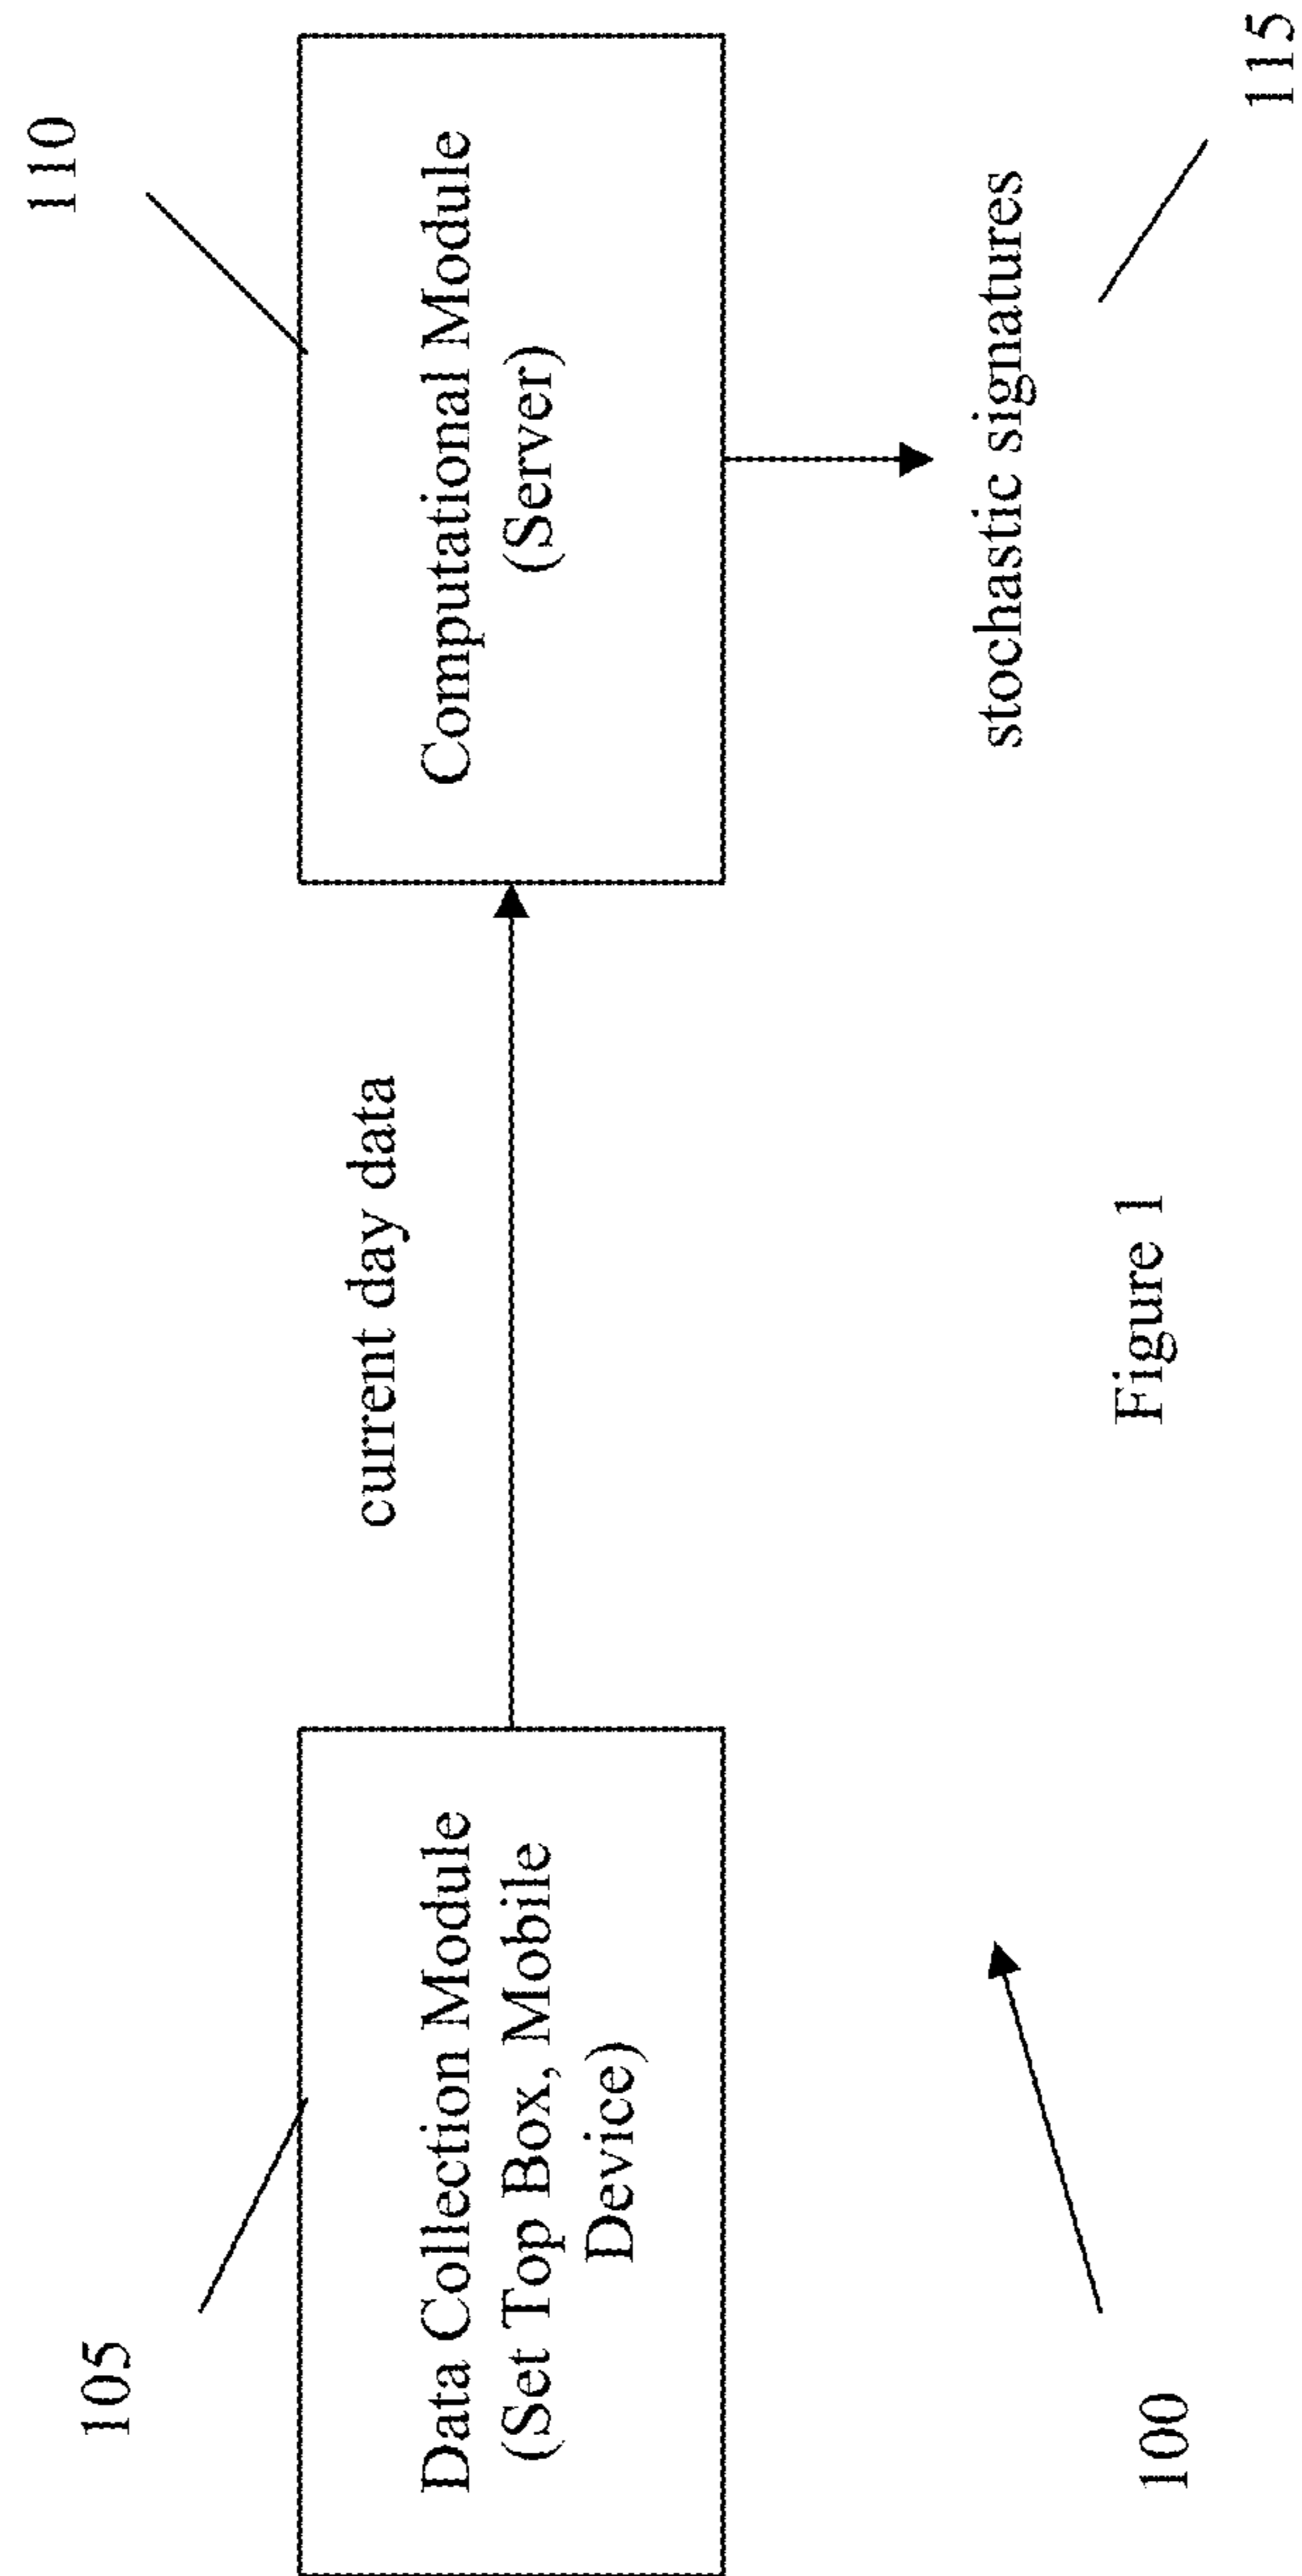 105
Data Collection Module
(Set Top Box, Mobile
Device)
current day data
110
Computational Module
(Server)
stochastic signatures
115
100
Figure 1